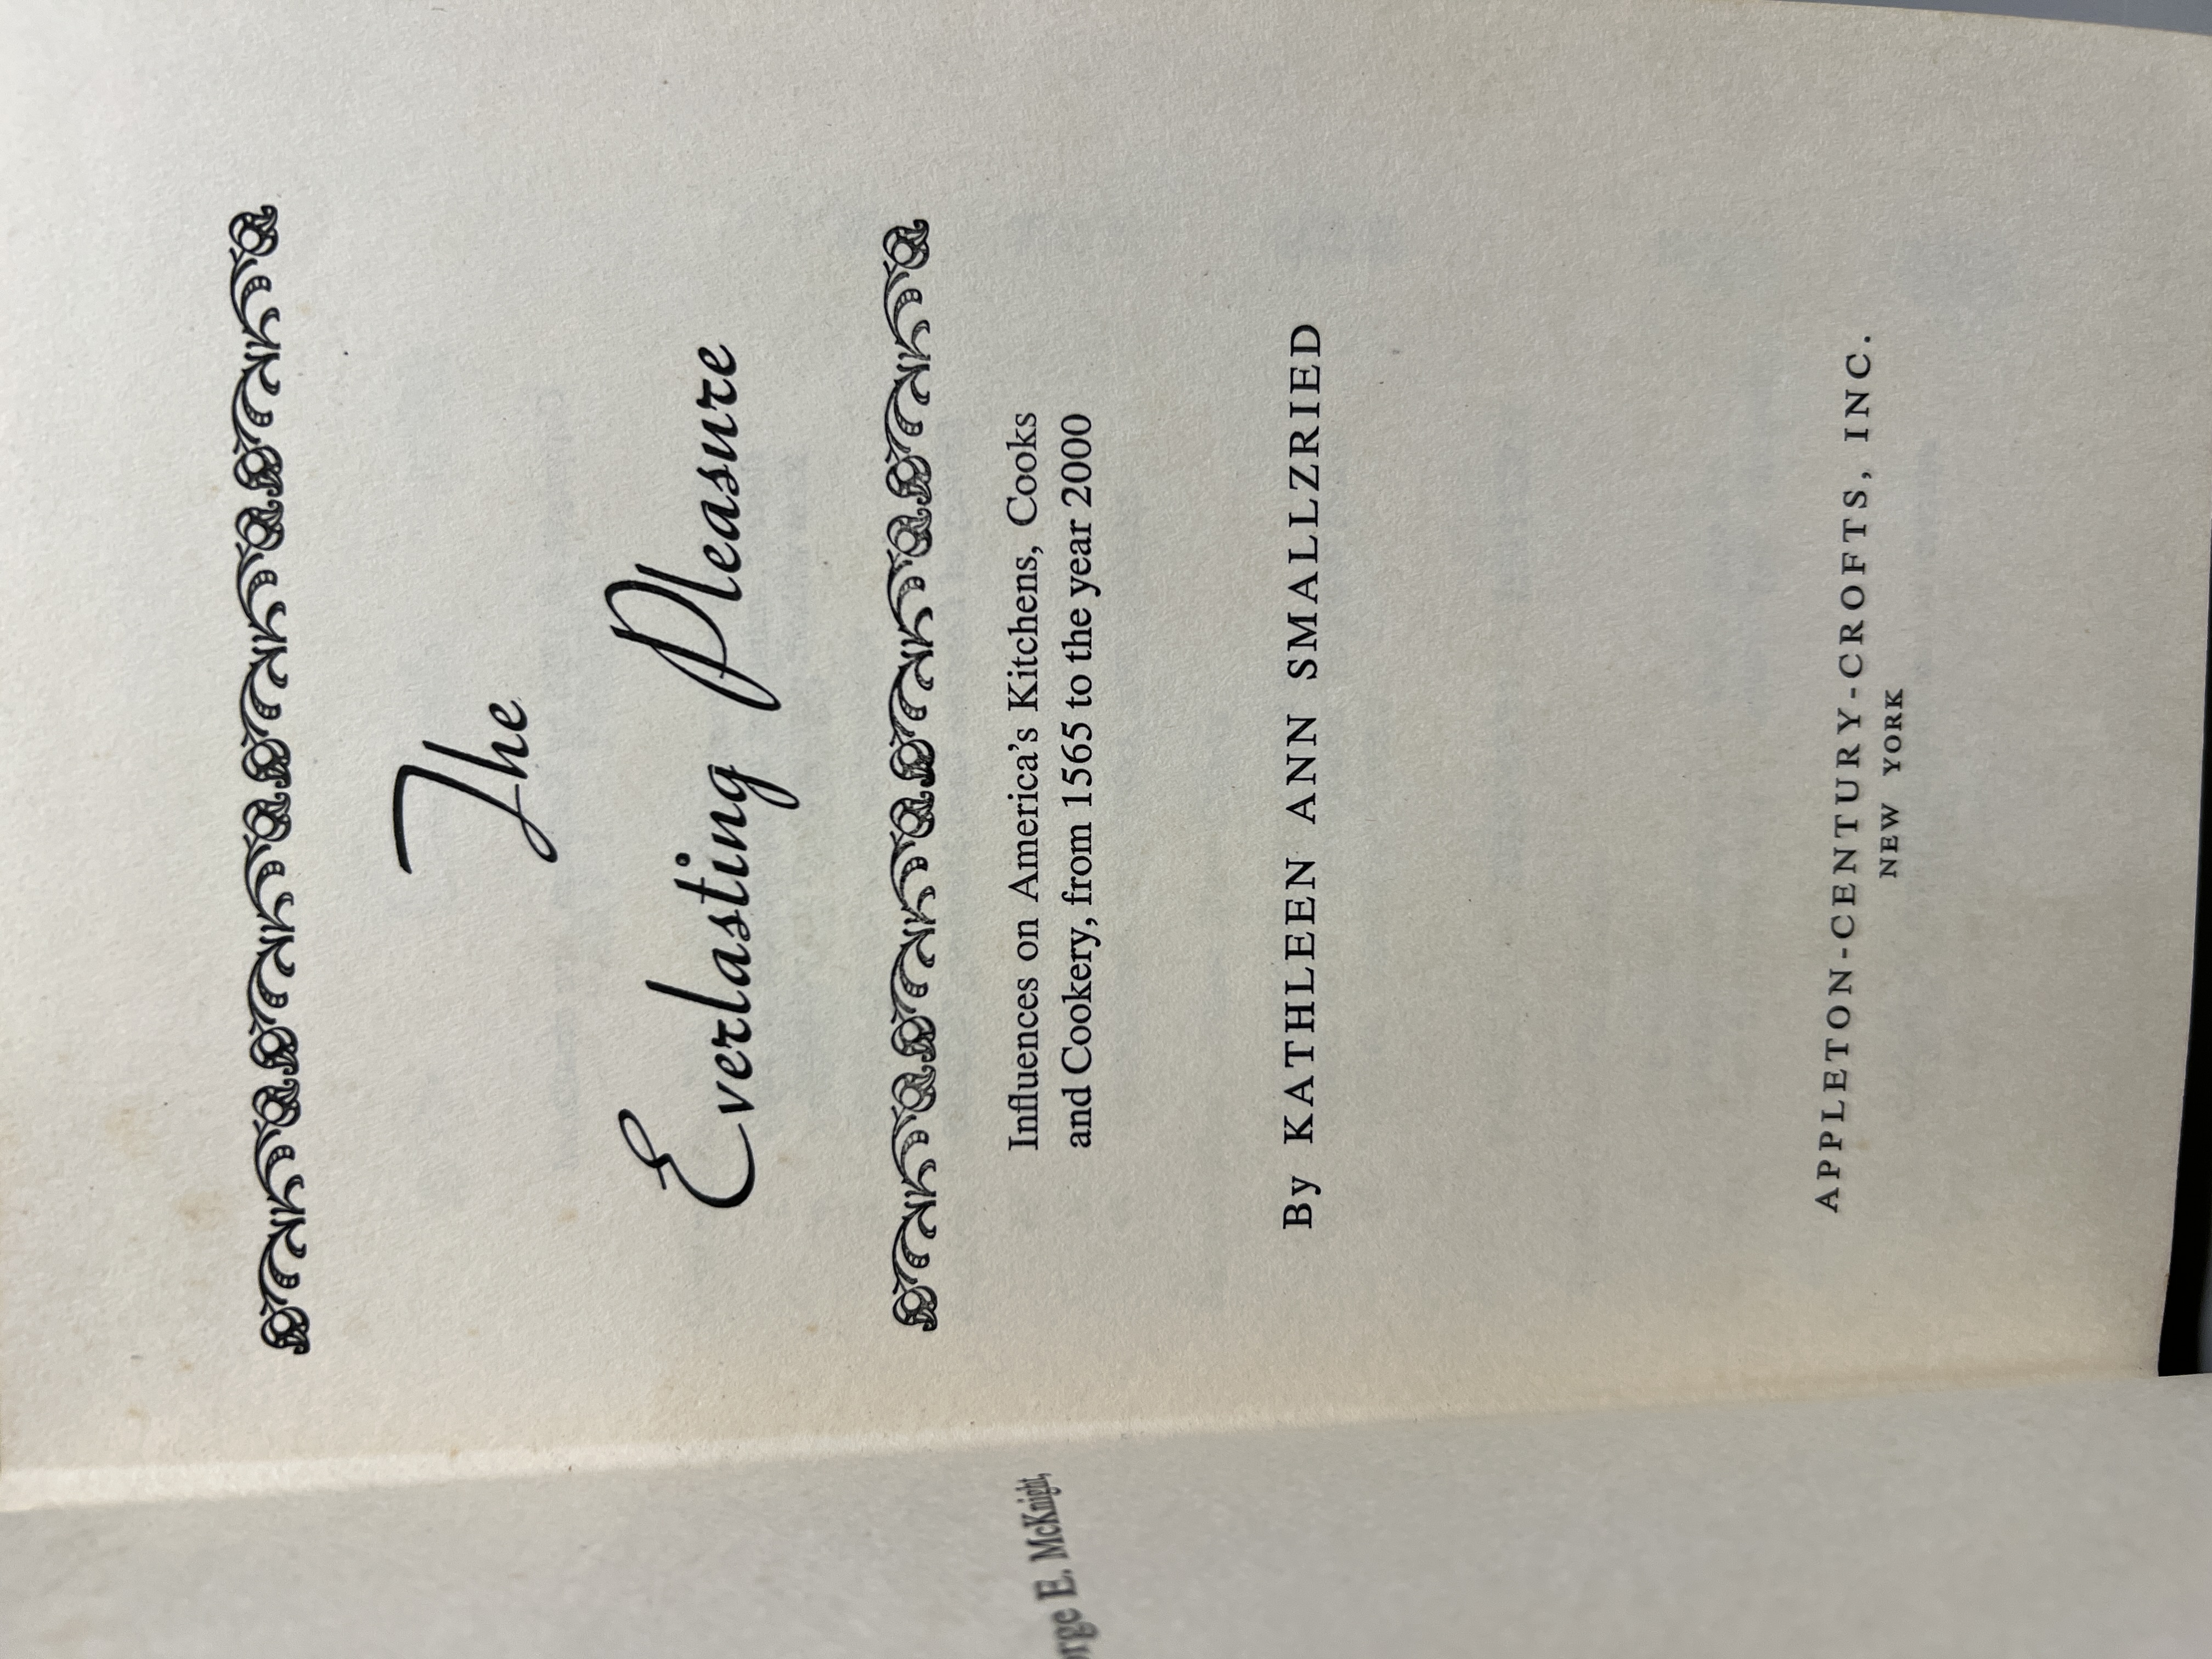 The
Everlasting Pleasure
Influences on America's Kitchens, Cooks
and Cookery, from 1565 to the year 2000
By KATHLEEN ANN SMALLZRIED
APPLETON-CENTURY-CROFTS, INC.
NEW YORK
E. McKnight,